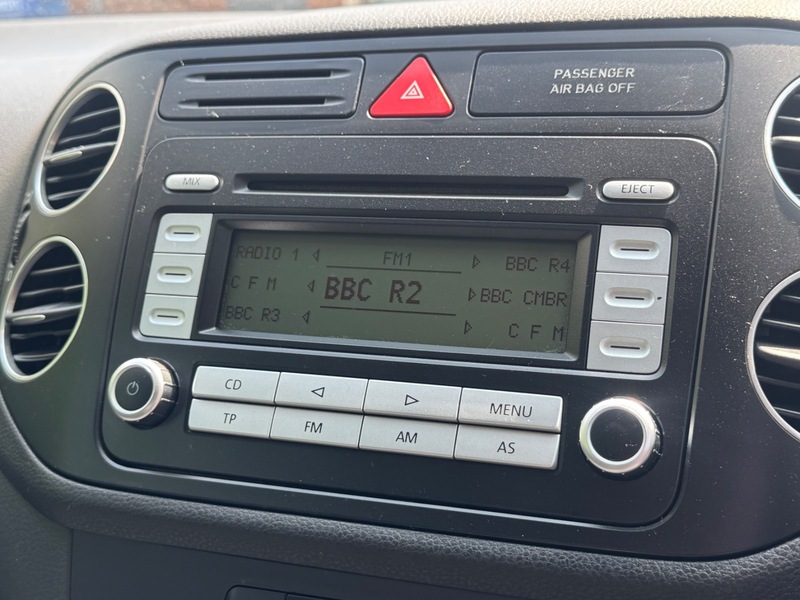 PASSENGER
AIR BAG OFF
MIX
EJECT
RADIO 1
FM1
BBC R4
C F M
BBC R2
BBC CMBR
BBC R3
C F M
CD
MENU
TP
FM
AM
AS